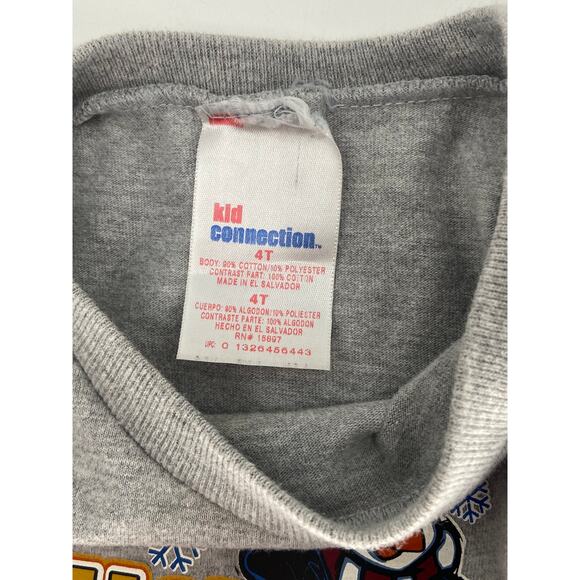 kid
connection™
4T
BODY: 90% COTTON/10% POLYESTER
CONTRAST PART: 100% COTTON
MADE IN EL SALVADOR
4T
CUERPO: 90% ALGODON/10% POLIESTER
CONTRASTE PARTE: 100% ALGODON
HECHO EN EL SALVADOR
RN# 15897
UPC: 0 1326456443